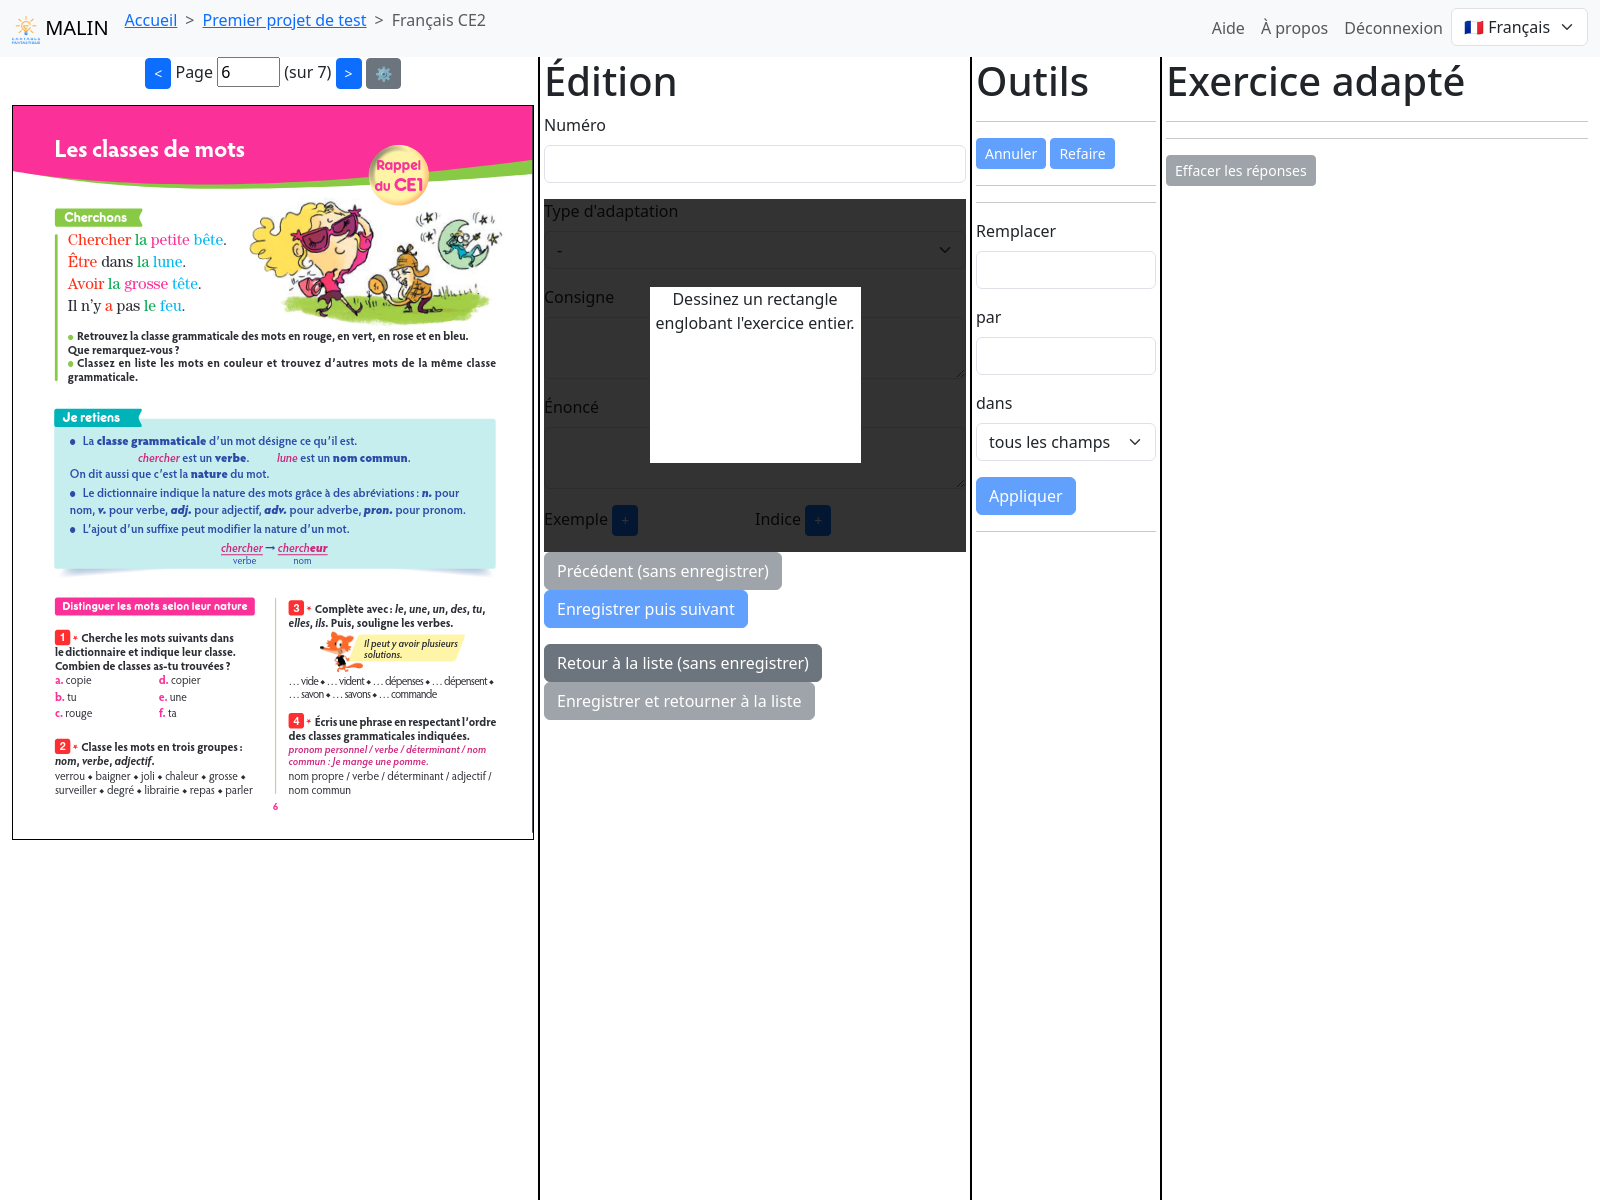 MALIN
Accueil > Premier projet de test > Français CE2
Aide À propos Déconnexion Français
< Page 6 (sur 7) >
Les classes de mots
Rappel
du CE1
Cherchons
Chercher la petite bête.
Être dans la lune.
Avoir la grosse tête.
Il n'y a pas le feu.
● Retrouvez la classe grammaticale des mots en rouge, en vert, en rose et en bleu.
Que remarquez-vous ?
● Classez en liste les mots en couleur et trouvez d'autres mots de la même classe
grammaticale.
Je retiens
● La classe grammaticale d'un mot désigne ce qu'il est.
chercher est un verbe. lune est un nom commun.
On dit aussi que c'est la nature du mot.
● Le dictionnaire indique la nature des mots grâce à des abréviations : n. pour
nom, v. pour verbe, adj. pour adjectif, adv. pour adverbe, pron. pour pronom.
● L'ajout d'un suffixe peut modifier la nature d'un mot.
chercher → chercheur
verbe nom
Distinguer les mots selon leur nature
1 * Cherche les mots suivants dans
le dictionnaire et indique leur classe.
Combien de classes as-tu trouvées ?
a. copie d. copier
b. tu e. une
c. rouge f. ta
2 * Classe les mots en trois groupes :
nom, verbe, adjectif.
verrou ◆ baigner ◆ joli ◆ chaleur ◆ grosse ◆
surveiller ◆ degré ◆ librairie ◆ repas ◆ parler
3 * Complète avec : le, une, un, des, tu,
elles, ils. Puis, souligne les verbes.
Il peut y avoir plusieurs
solutions.
… vide ◆ … vident ◆ … dépenses ◆ … dépensent ◆
… savon ◆ … savons ◆ … commande
4 * Écris une phrase en respectant l'ordre
des classes grammaticales indiquées.
pronom personnel / verbe / déterminant / nom
commun : Je mange une pomme.
nom propre / verbe / déterminant / adjectif /
nom commun
6
Édition
Numéro
Type d'adaptation
-
Consigne
Dessinez un rectangle
englobant l'exercice entier.
Énoncé
Exemple + Indice +
Précédent (sans enregistrer)
Enregistrer puis suivant
Retour à la liste (sans enregistrer)
Enregistrer et retourner à la liste
Outils
Annuler Refaire
Remplacer
par
dans
tous les champs
Appliquer
Exercice adapté
Effacer les réponses